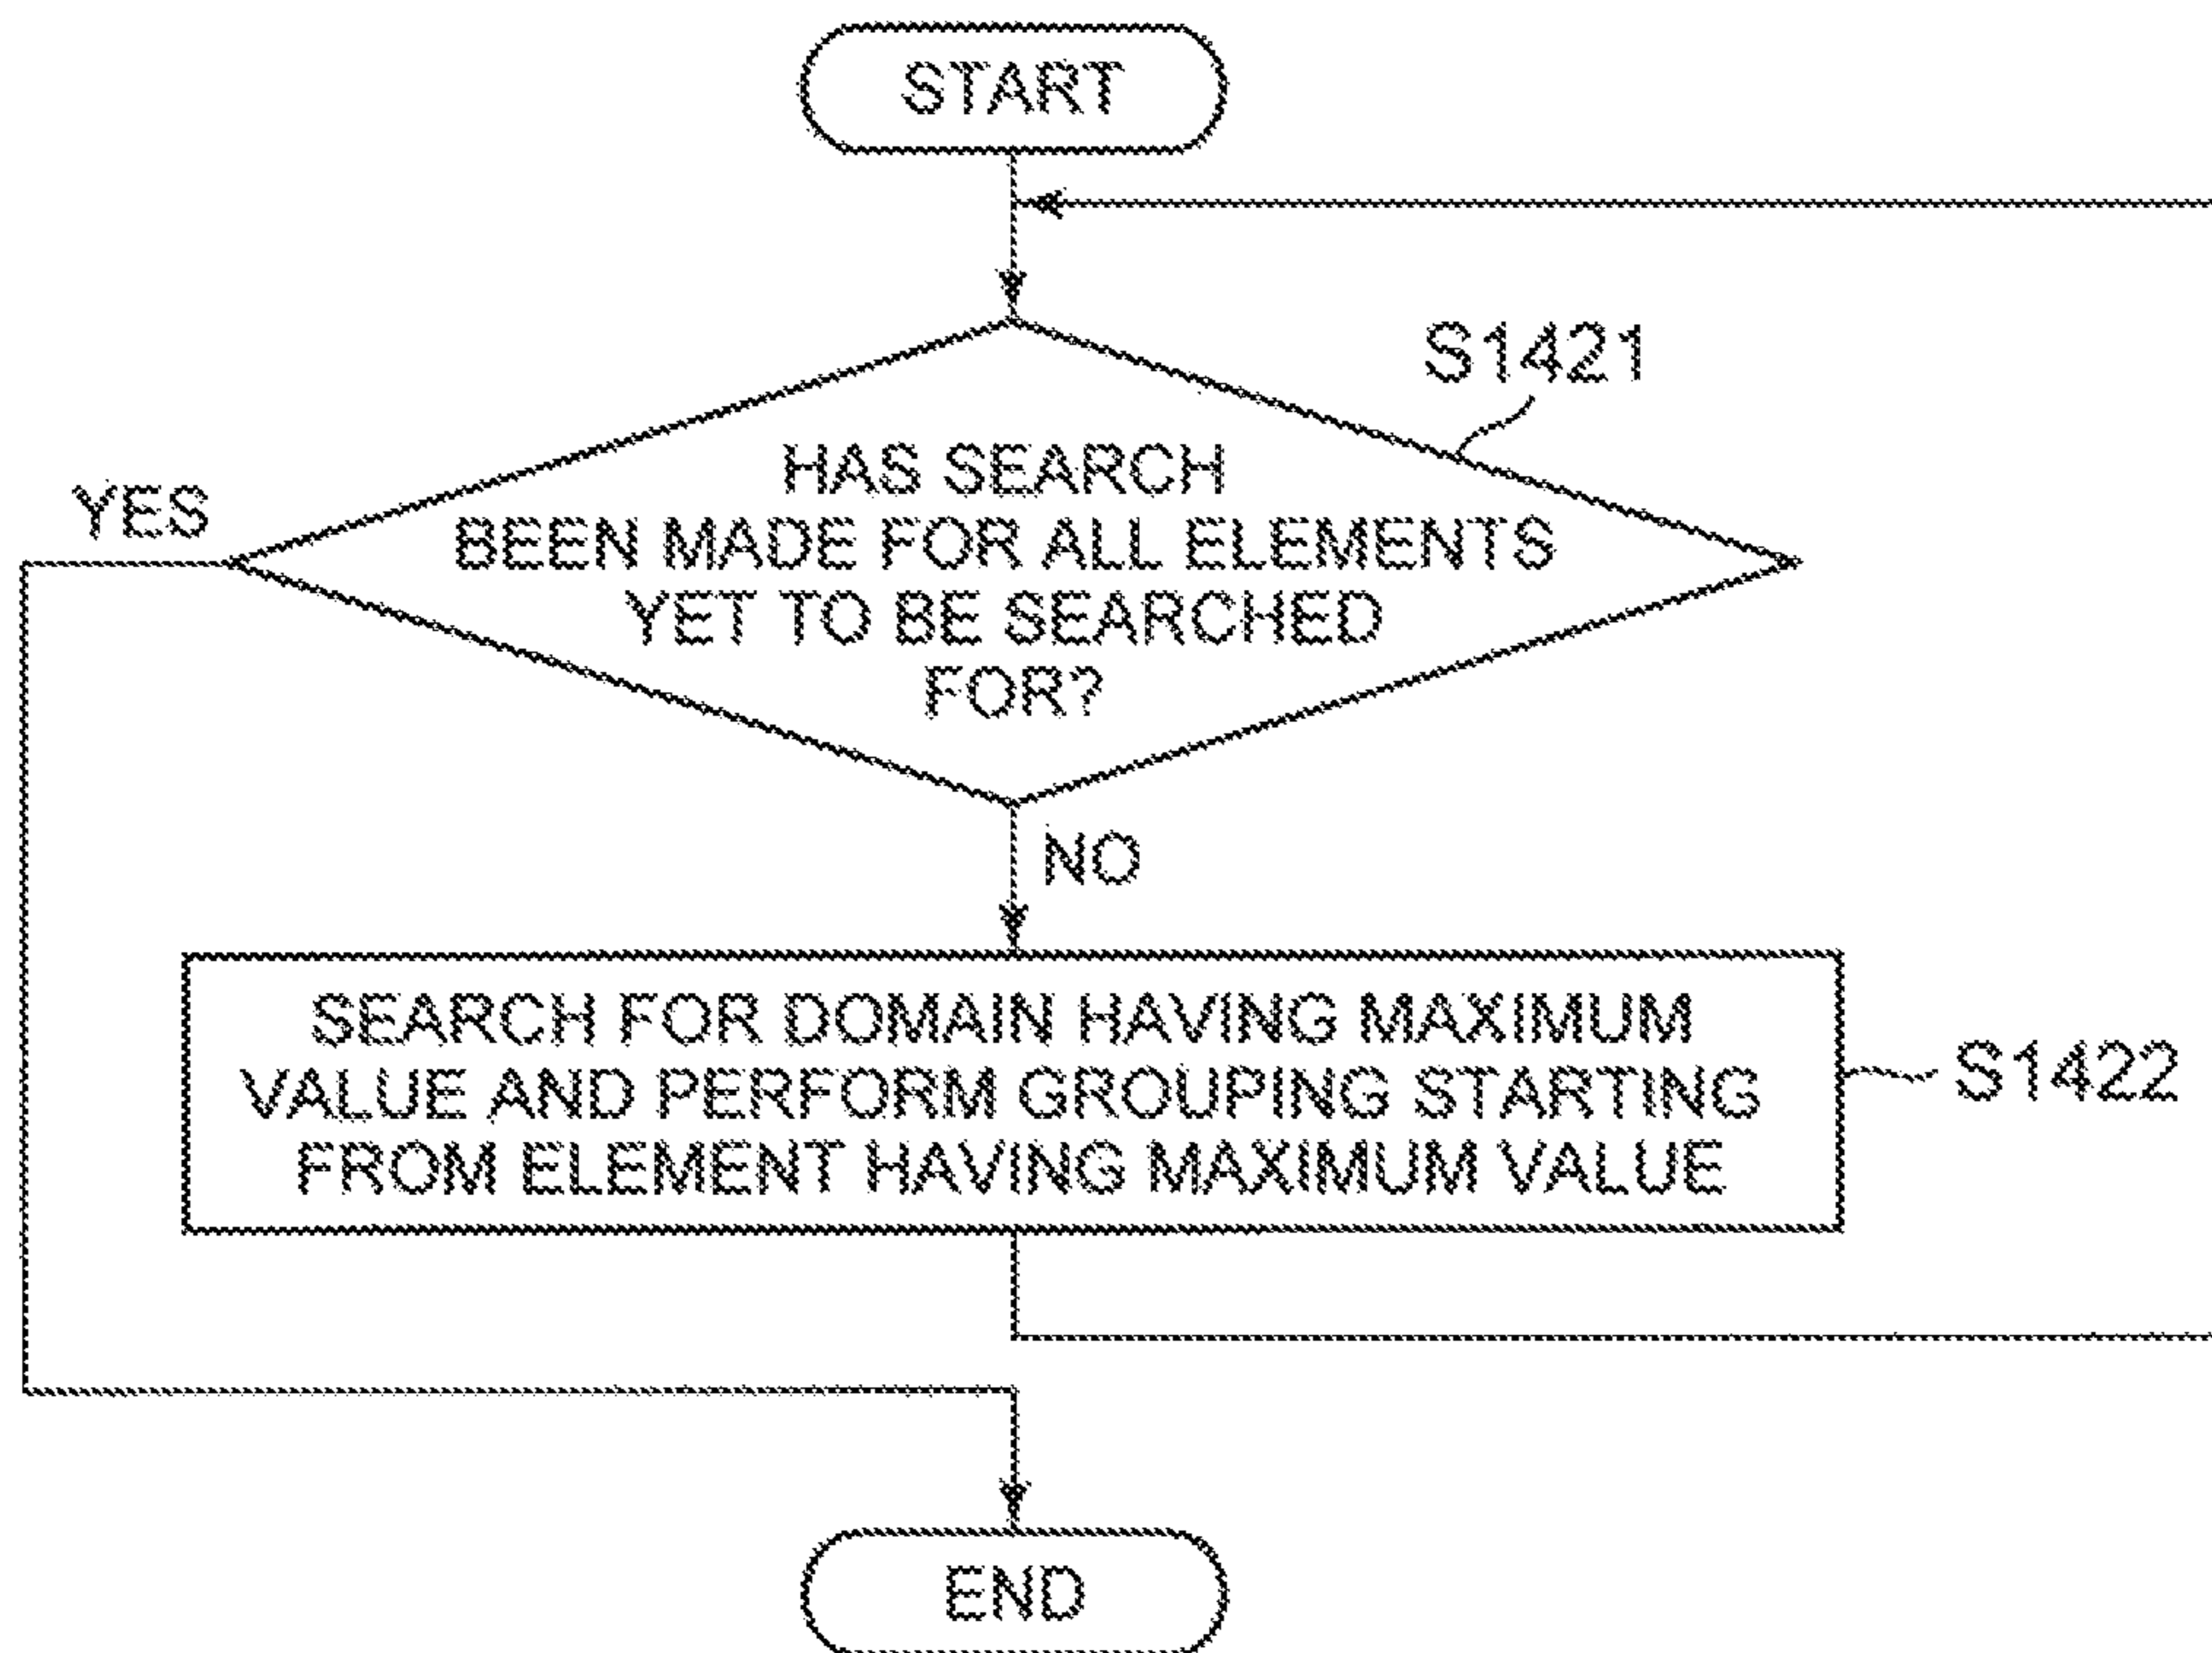 START
S1421
HAS SEARCH
BEEN MADE FOR ALL ELEMENTS
YET TO BE SEARCHED
FOR?
YES
NO
SEARCH FOR DOMAIN HAVING MAXIMUM
VALUE AND PERFORM GROUPING STARTING
FROM ELEMENT HAVING MAXIMUM VALUE
S1422
END